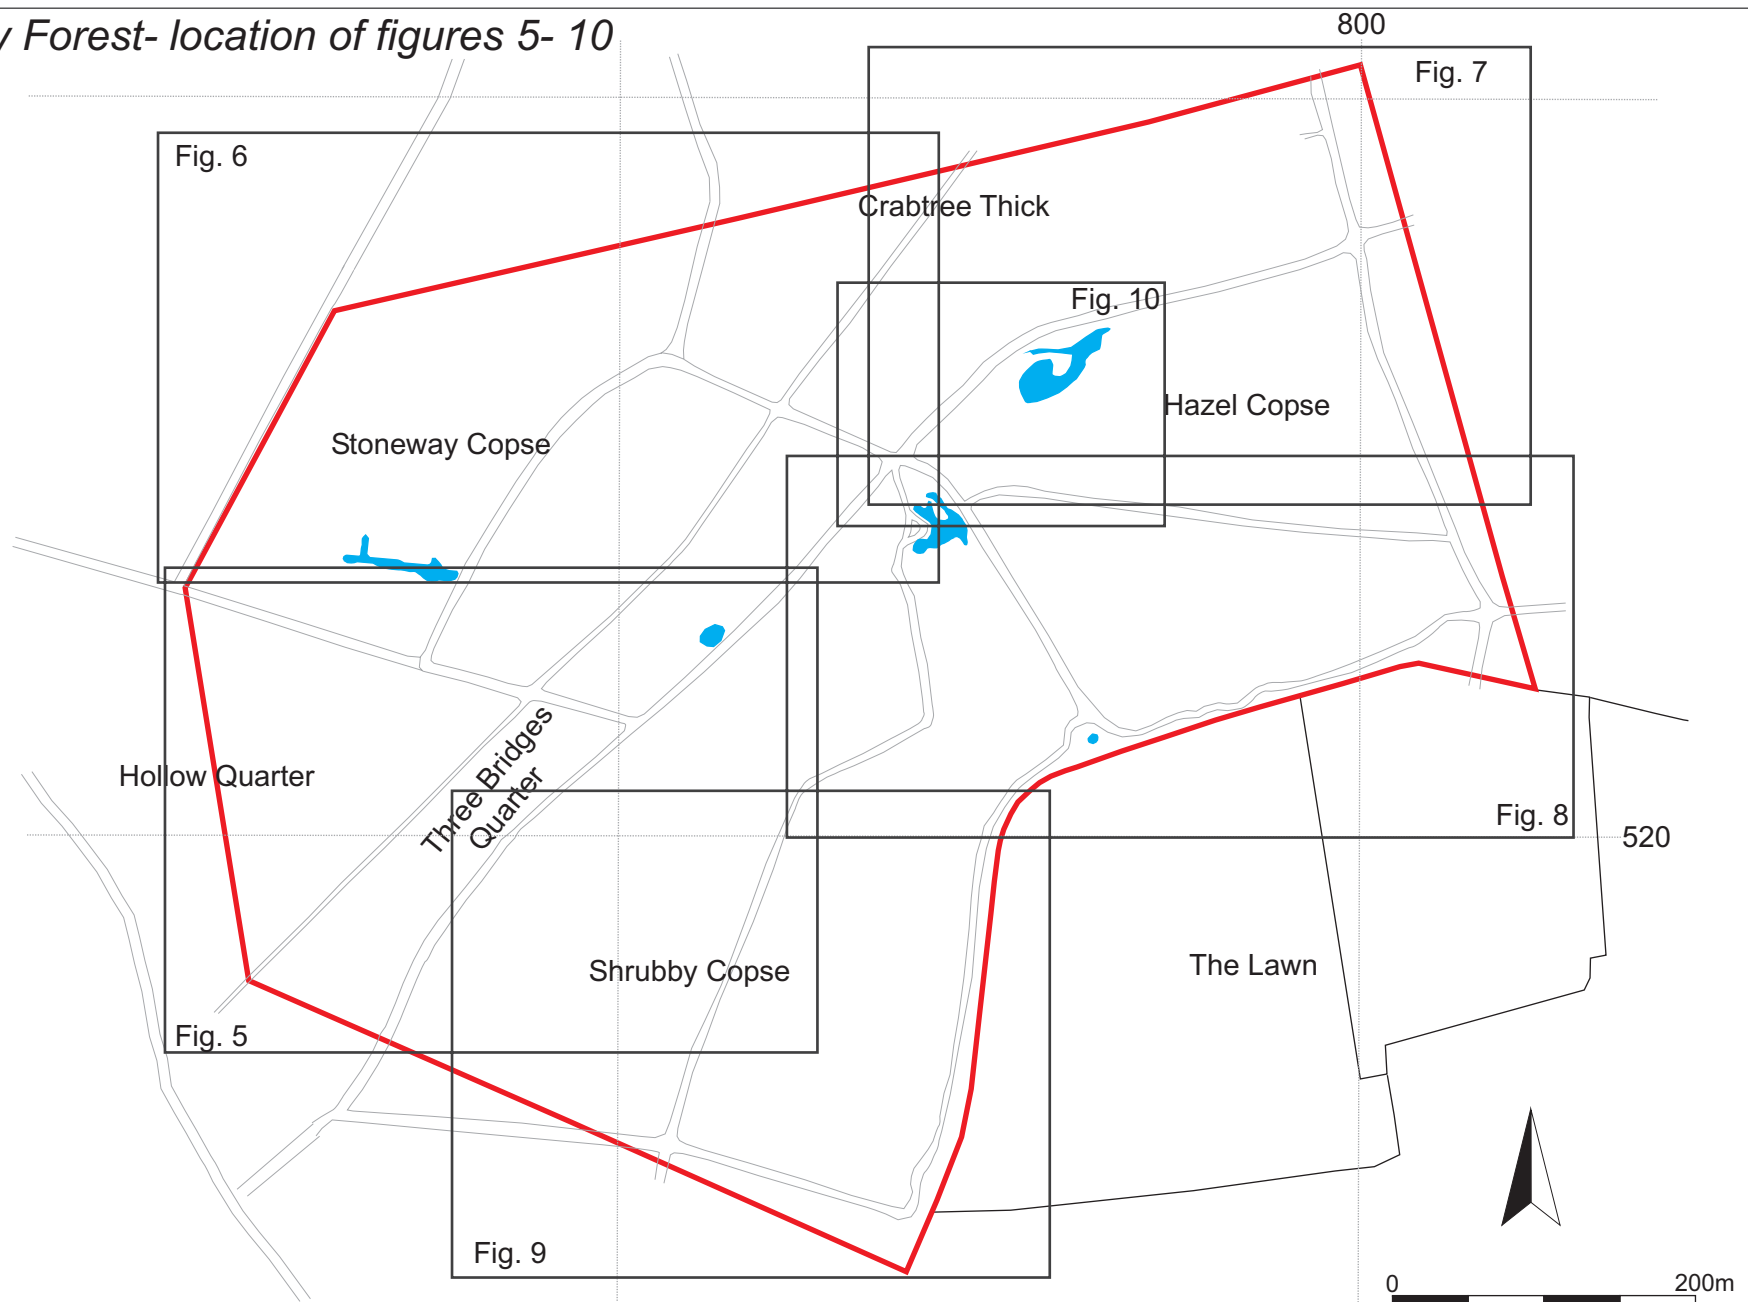 Forest- location of figures 5- 10
800
Fig. 7
Fig. 6
Crabtree Thick
Fig. 10
Hazel Copse
Stoneway Copse
Three Bridges
Quarter
Hollow Quarter
Fig. 8
520
Shrubby Copse
The Lawn
Fig. 5
Fig. 9
0
200m